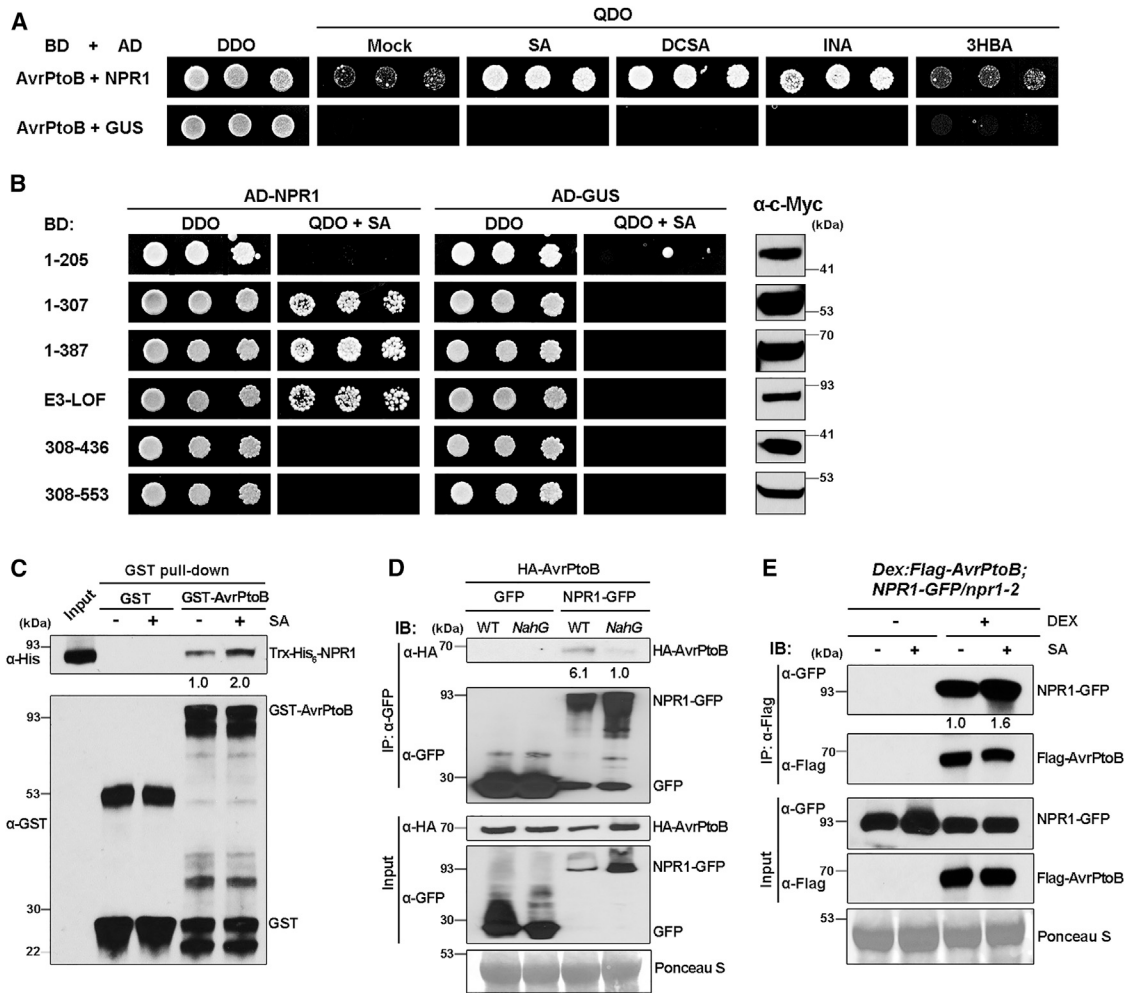 A
QDO
BD + AD
DDO
Mock
SA
DCSA
INA
3HBA
AvrPtoB + NPR1
AvrPtoB + GUS
B
AD-NPR1
AD-GUS
α-c-Myc
BD:
DDO
QDO + SA
DDO
QDO + SA
(kDa)
1-205
41
1-307
53
1-387
70
E3-LOF
93
308-436
41
308-553
53
C
GST pull-down
Input
GST
GST-AvrPtoB
(kDa)
- + - +
SA
93
α-His
Trx-His6-NPR1
1.0 2.0
GST-AvrPtoB
93
53
α-GST
30
GST
22
D
HA-AvrPtoB
GFP
NPR1-GFP
IB: (kDa)
WT NahG WT NahG
IP: α-GFP
α-HA
70
HA-AvrPtoB
6.1 1.0
93
NPR1-GFP
α-GFP
30
GFP
Input
α-HA
70
HA-AvrPtoB
93
NPR1-GFP
α-GFP
30
GFP
53
Ponceau S
E
Dex:Flag-AvrPtoB;
NPR1-GFP/npr1-2
- +
DEX
IB: (kDa)
- + - +
SA
IP: α-Flag
α-GFP
93
NPR1-GFP
1.0 1.6
70
α-Flag
Flag-AvrPtoB
Input
α-GFP
93
NPR1-GFP
70
α-Flag
Flag-AvrPtoB
53
Ponceau S